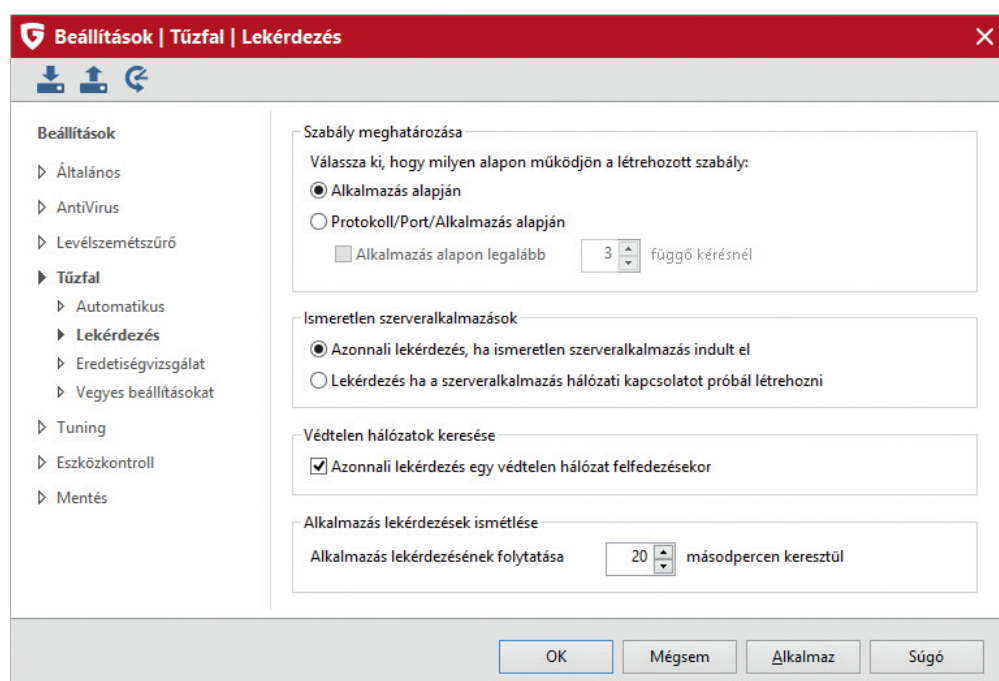 Beállítások | Tűzfal | Lekérdezés
Beállítások
Általános
AntiVirus
Levélszemétszűrő
Tűzfal
Automatikus
Lekérdezés
Eredetiségvizsgálat
Vegyes beállításokat
Tuning
Eszközkontroll
Mentés
Szabály meghatározása
Válassza ki, hogy milyen alapon működjön a létrehozott szabály:
Alkalmazás alapján
Protokoll/Port/Alkalmazás alapján
Alkalmazás alapon legalább 3 függő kérésnél
Ismeretlen szerveralkalmazások
Azonnali lekérdezés, ha ismeretlen szerveralkalmazás indult el
Lekérdezés ha a szerveralkalmazás hálózati kapcsolatot próbál létrehozni
Védtelen hálózatok keresése
Azonnali lekérdezés egy védtelen hálózat felfedezésekor
Alkalmazás lekérdezések ismétlése
Alkalmazás lekérdezésének folytatása 20 másodpercen keresztül
OK Mégsem Alkalmaz Súgó